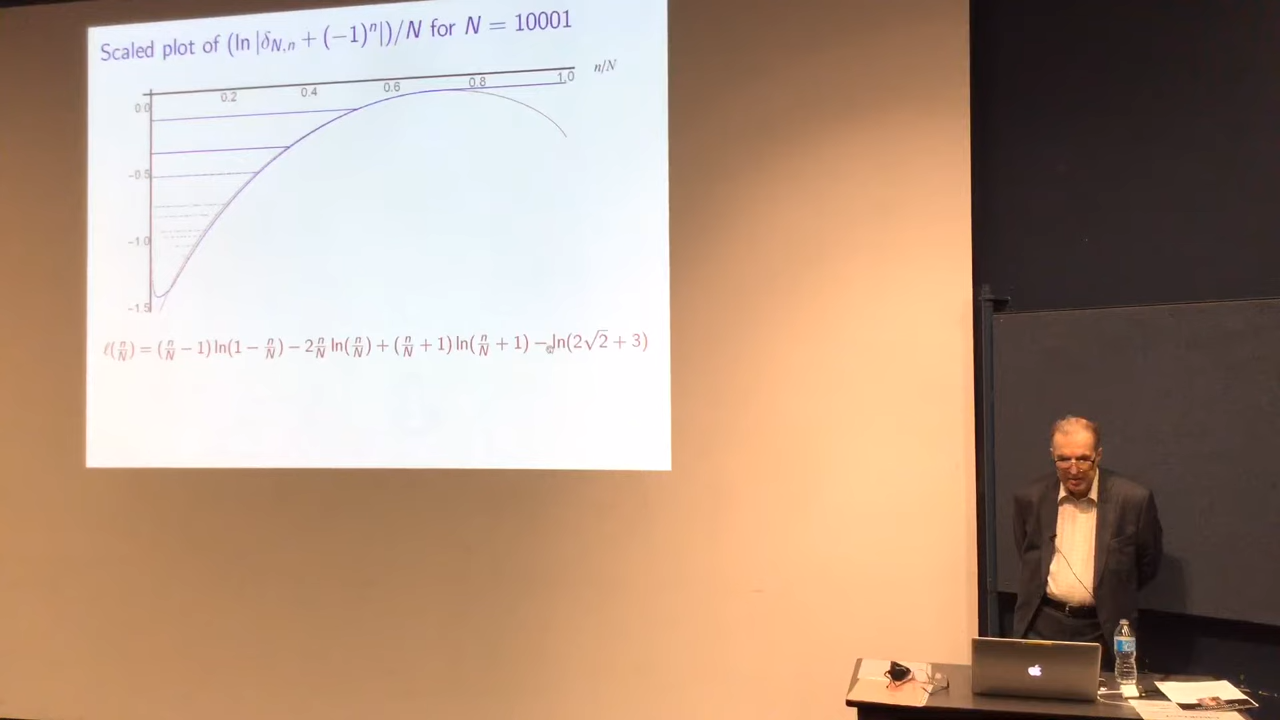 Scaled plot of (ln |δ_{N,n} + (−1)^n|)/N for N = 10001
n/N
0.2 0.4 0.6 0.8 1.0
0.0
−0.5
−1.0
−1.5
ℓ(n/N) = (n/N − 1) ln(1 − n/N) − 2 n/N ln(n/N) + (n/N + 1) ln(n/N + 1) − ln(2√2 + 3)